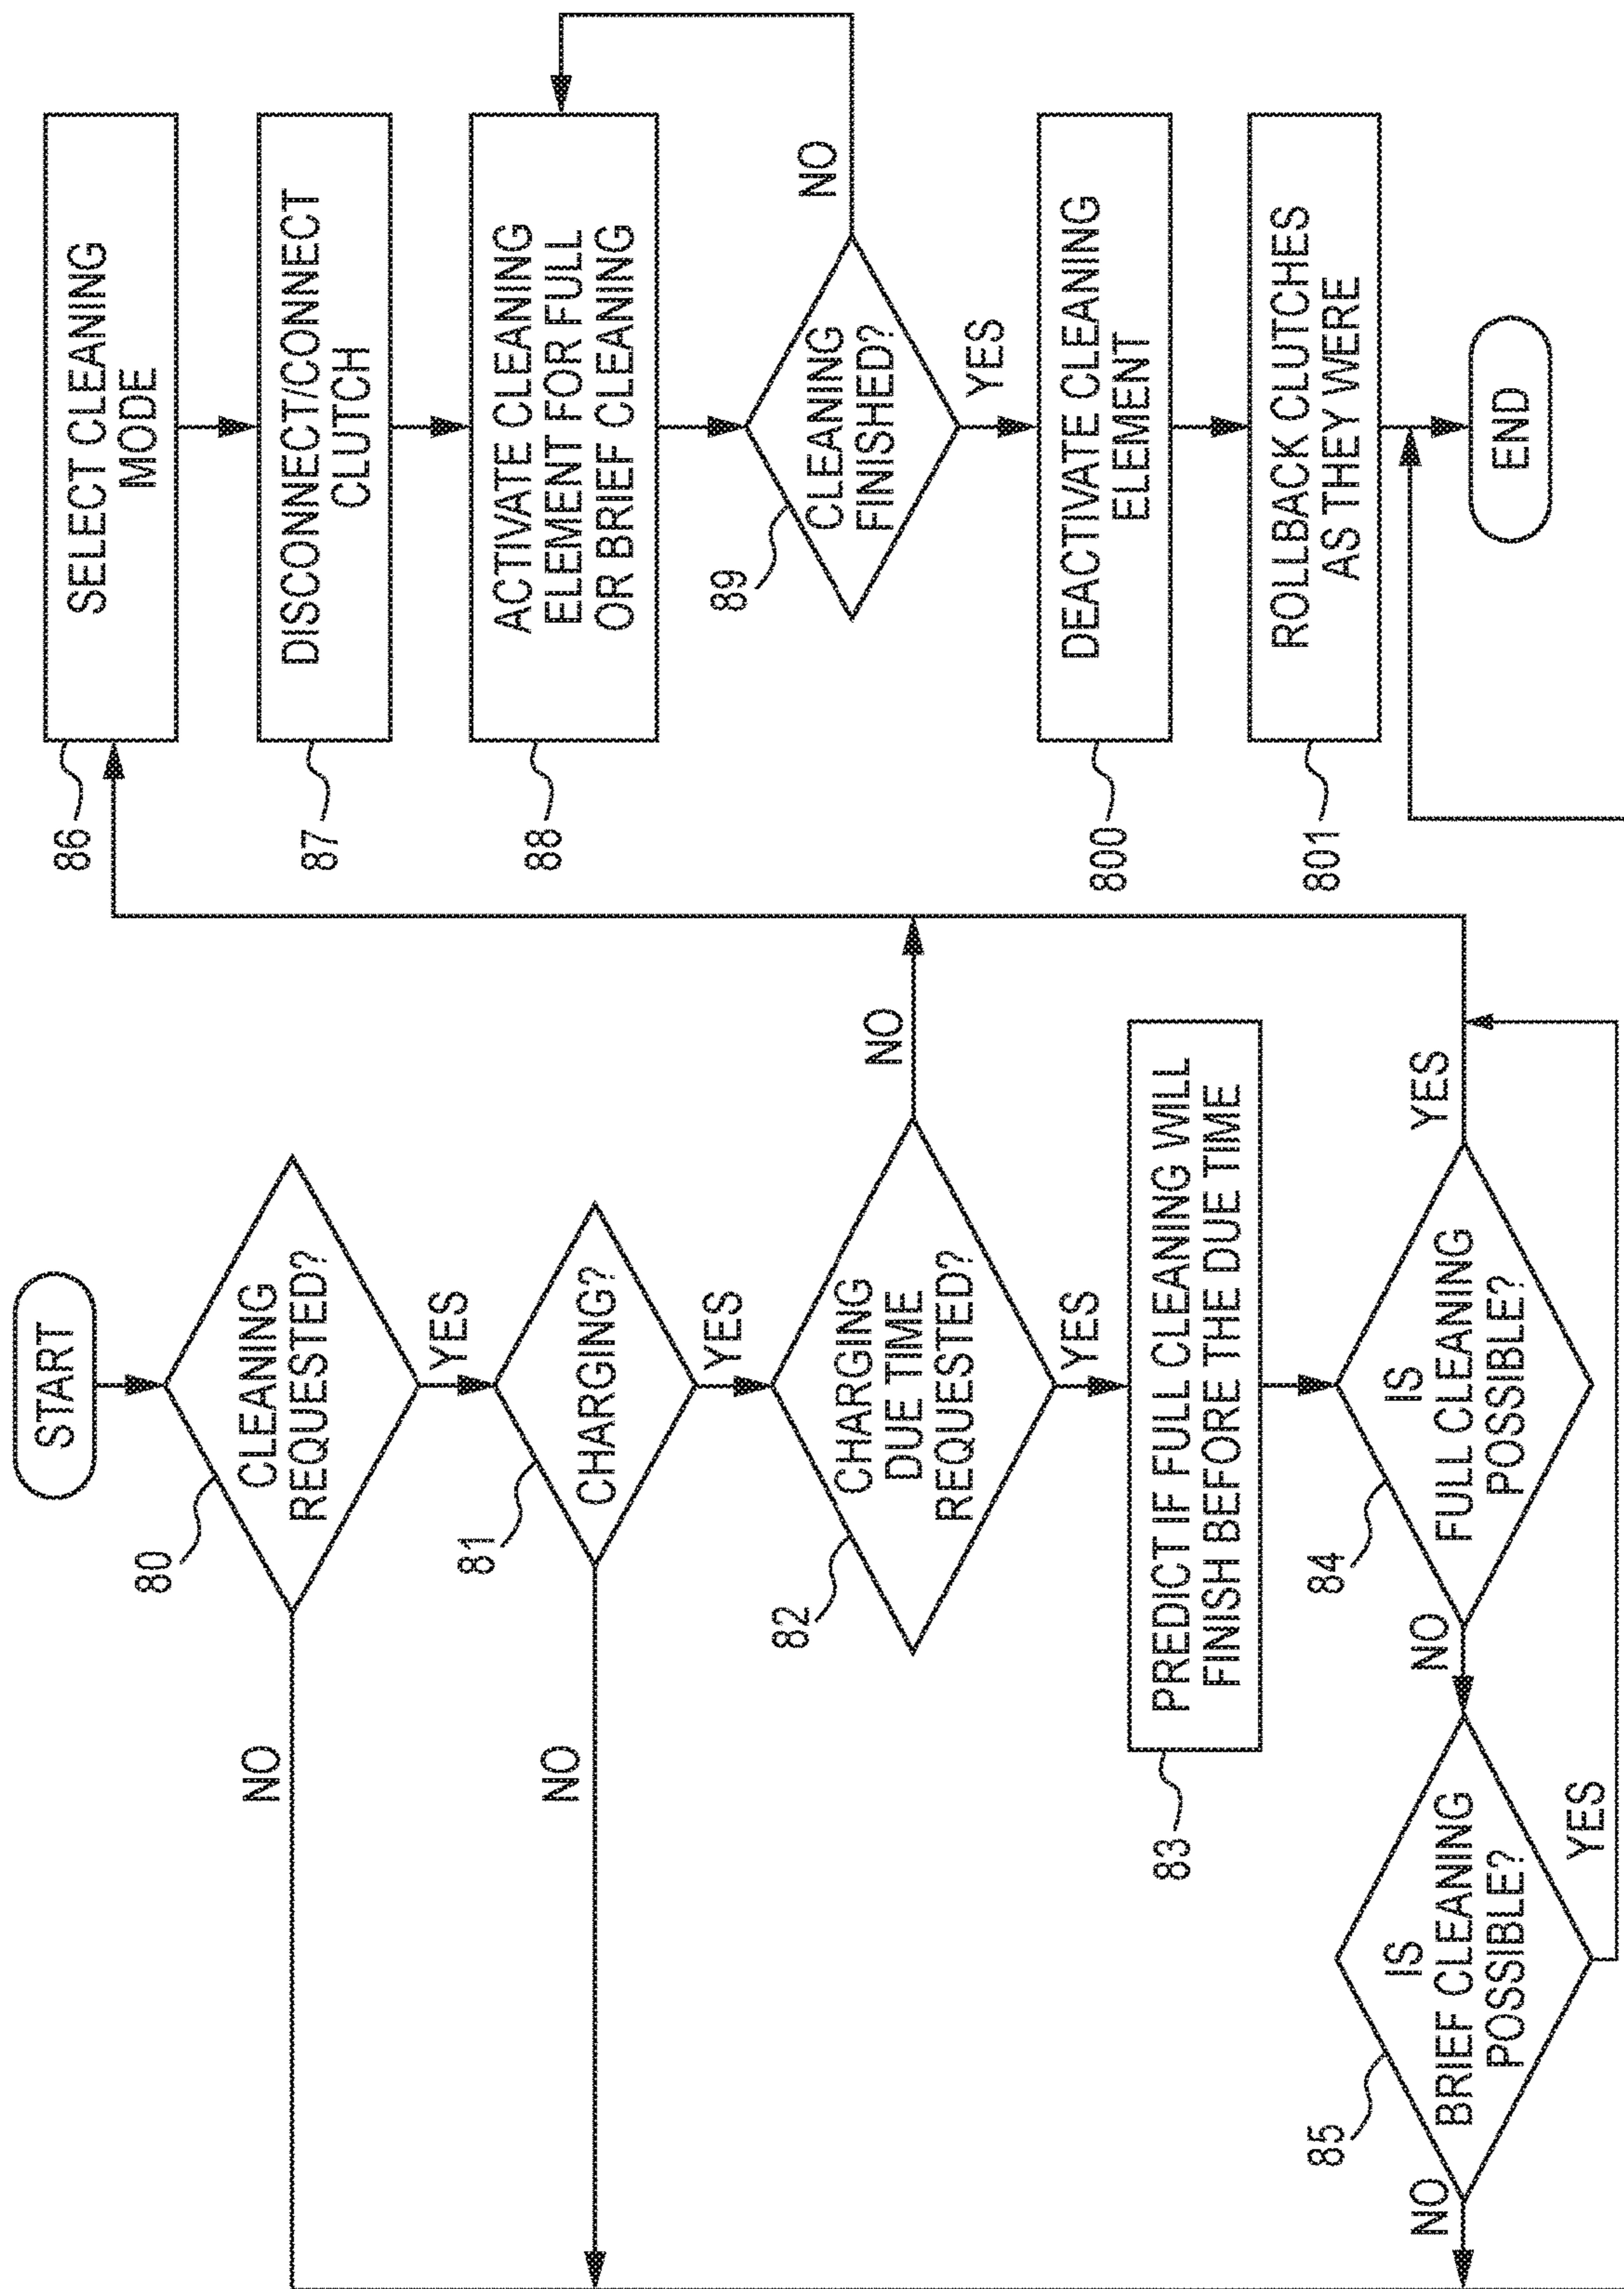 START
80
CLEANING
REQUESTED?
NO
YES
81
CHARGING?
NO
YES
82
CHARGING
DUE TIME
REQUESTED?
NO
YES
83
PREDICT IF FULL CLEANING WILL
FINISH BEFORE THE DUE TIME
84
IS
FULL CLEANING
POSSIBLE?
YES
NO
85
IS
BRIEF CLEANING
POSSIBLE?
YES
NO
86
SELECT CLEANING
MODE
87
DISCONNECT/CONNECT
CLUTCH
88
ACTIVATE CLEANING
ELEMENT FOR FULL
OR BRIEF CLEANING
89
CLEANING
FINISHED?
NO
YES
800
DEACTIVATE CLEANING
ELEMENT
801
ROLLBACK CLUTCHES
AS THEY WERE
END